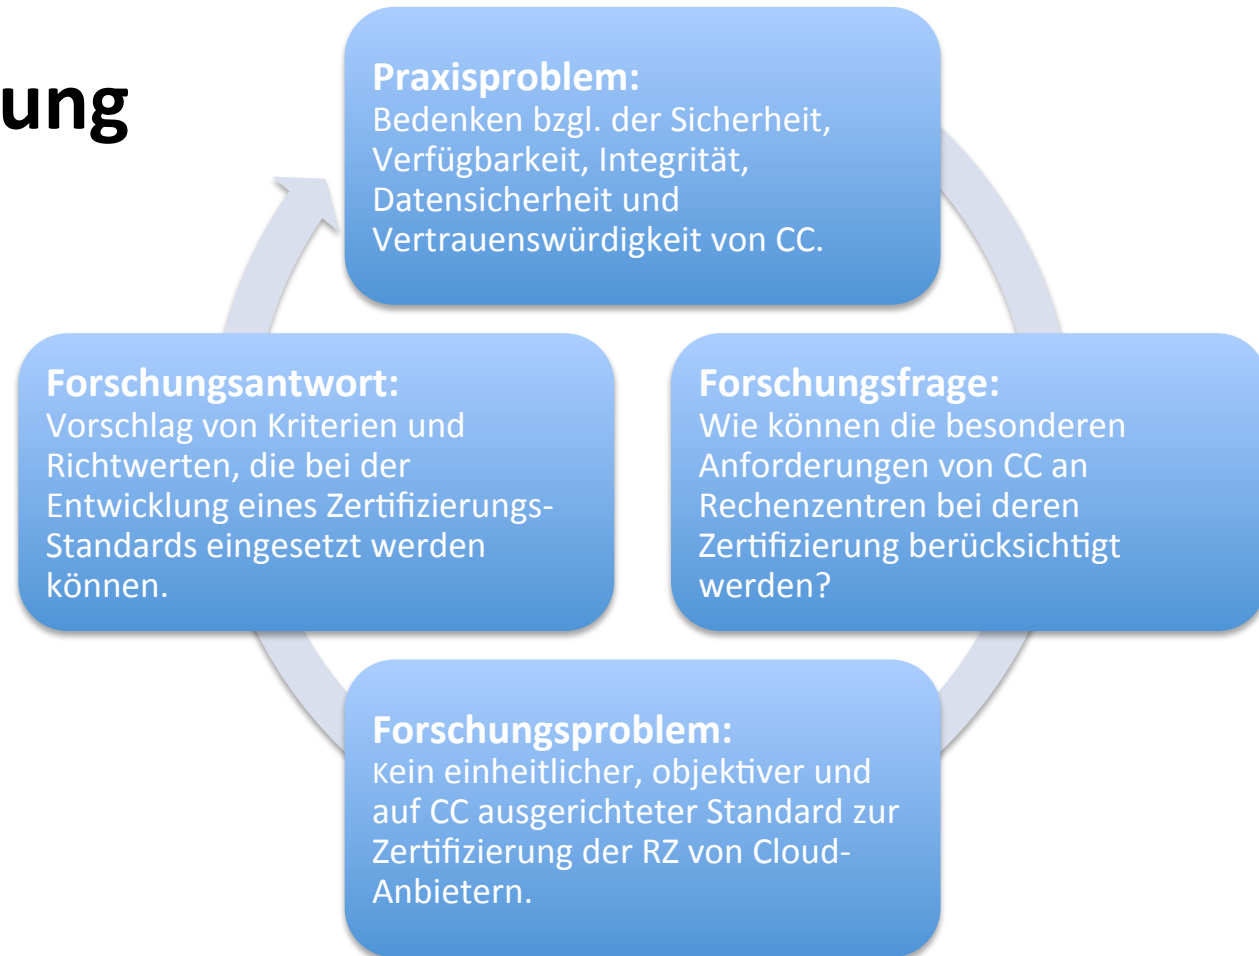 ung
Praxisproblem:
Bedenken bzgl. der Sicherheit,
Verfügbarkeit, Integrität,
Datensicherheit und
Vertrauenswürdigkeit von CC.
Forschungsfrage:
Wie können die besonderen
Anforderungen von CC an
Rechenzentren bei deren
Zertifizierung berücksichtigt
werden?
Forschungsproblem:
Kein einheitlicher, objektiver und
auf CC ausgerichteter Standard zur
Zertifizierung der RZ von Cloud-
Anbietern.
Forschungsantwort:
Vorschlag von Kriterien und
Richtwerten, die bei der
Entwicklung eines Zertifizierungs-
Standards eingesetzt werden
können.